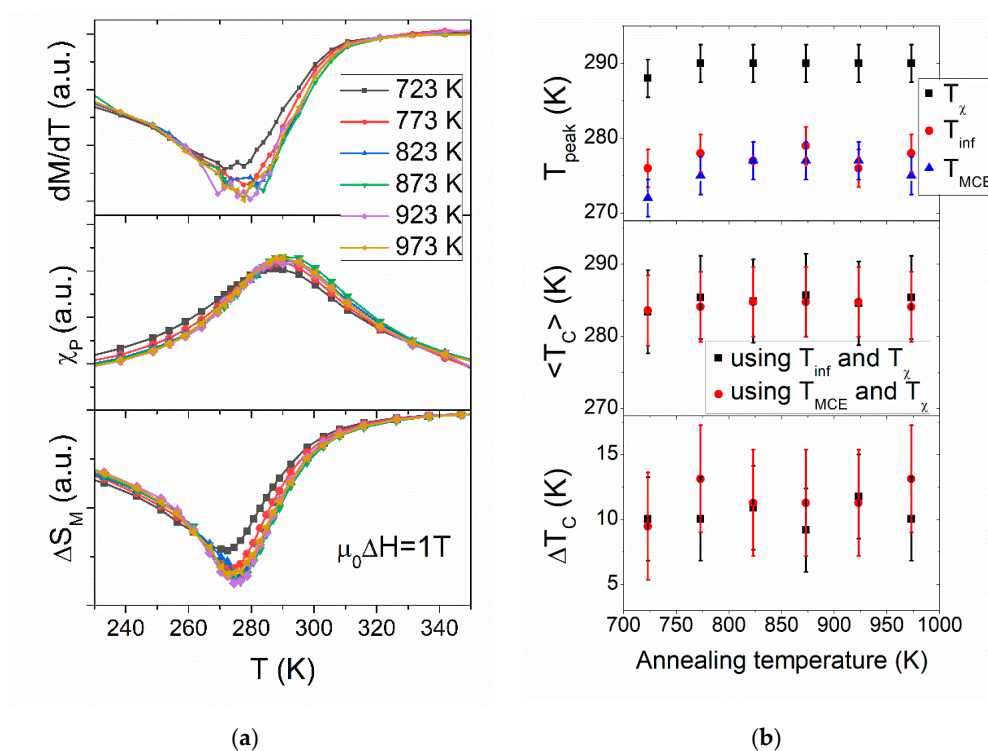 dM/dT (a.u.)
723 K
773 K
823 K
873 K
923 K
973 K
χP (a.u.)
ΔSM (a.u.)
μ0ΔH=1T
240 260 280 300 320 340
T (K)
(a)
Tpeak (K)
290
280
270
Tχ
Tinf
TMCE
<TC> (K)
290
280
270
using Tinf and Tχ
using TMCE and Tχ
ΔTC (K)
15
10
5
700 750 800 850 900 950 1000
Annealing temperature (K)
(b)